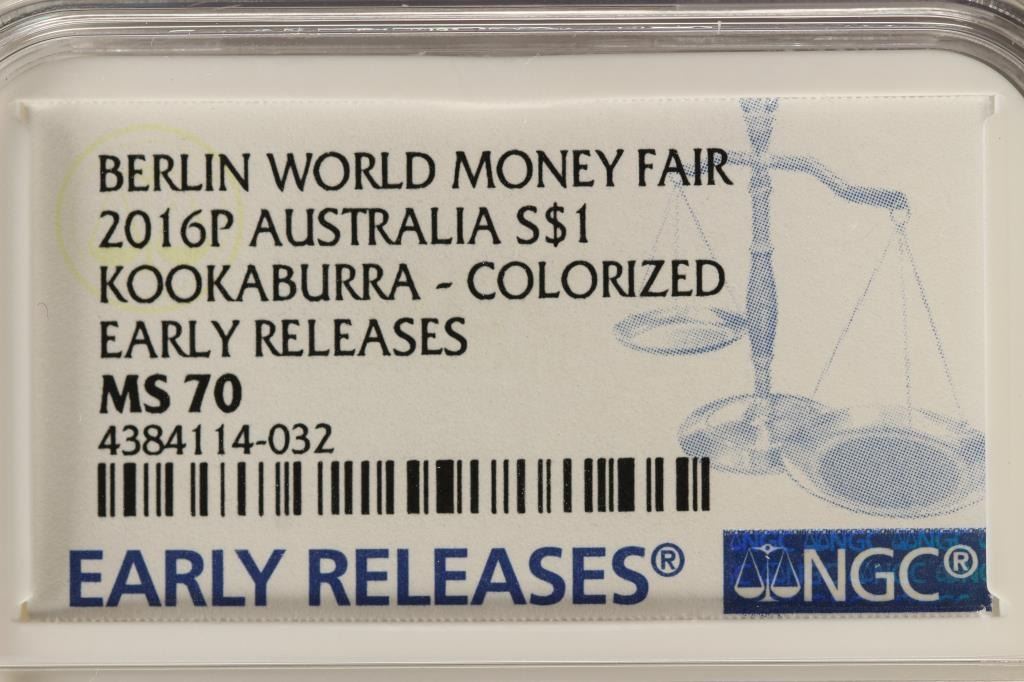 BERLIN WORLD MONEY FAIR
2016P AUSTRALIA S$1
KOOKABURRA - COLORIZED
EARLY RELEASES
MS 70
4384114-032
EARLY RELEASES®
NGC®